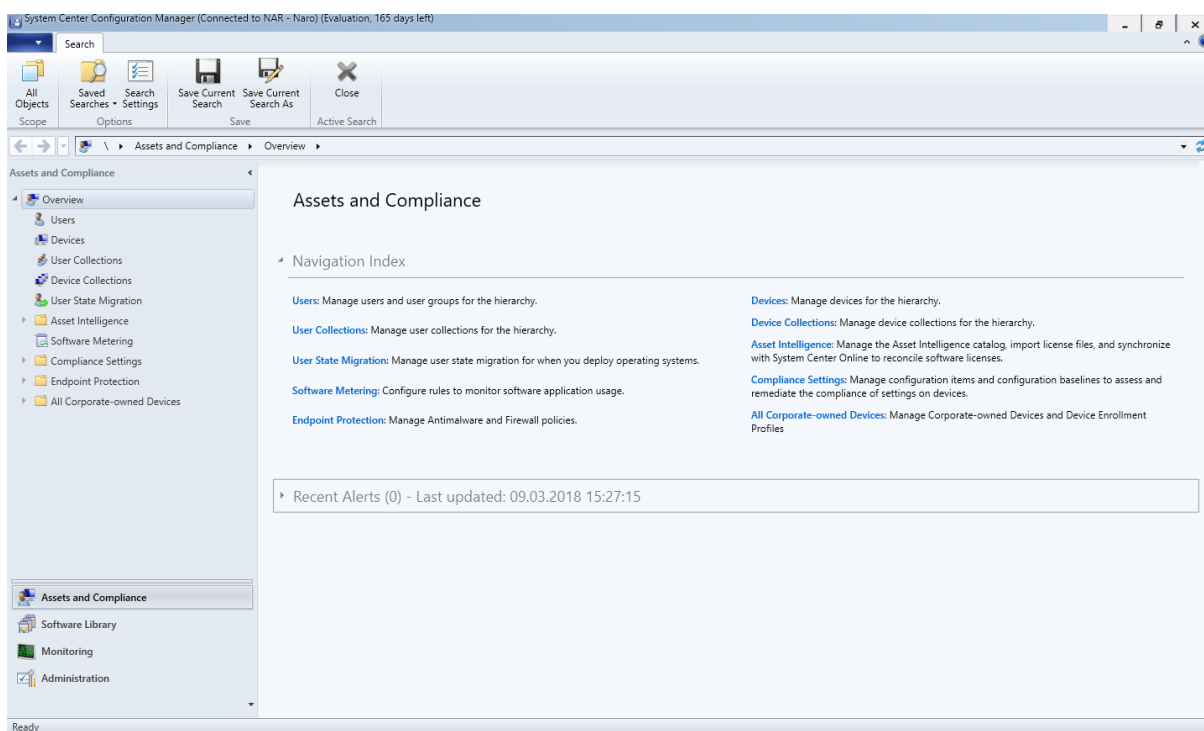 System Center Configuration Manager (Connected to NAR - Naro) (Evaluation, 165 days left)
Search
All Objects
Saved Searches
Search Settings
Save Current Search
Save Current Search As
Close
Scope
Options
Save
Active Search
\ Assets and Compliance Overview
Assets and Compliance
Overview
Users
Devices
User Collections
Device Collections
User State Migration
Asset Intelligence
Software Metering
Compliance Settings
Endpoint Protection
All Corporate-owned Devices
Assets and Compliance
Software Library
Monitoring
Administration
Assets and Compliance
Navigation Index
Users: Manage users and user groups for the hierarchy.
User Collections: Manage user collections for the hierarchy.
User State Migration: Manage user state migration for when you deploy operating systems.
Software Metering: Configure rules to monitor software application usage.
Endpoint Protection: Manage Antimalware and Firewall policies.
Devices: Manage devices for the hierarchy.
Device Collections: Manage device collections for the hierarchy.
Asset Intelligence: Manage the Asset Intelligence catalog, import license files, and synchronize
with System Center Online to reconcile software licenses.
Compliance Settings: Manage configuration items and configuration baselines to assess and
remediate the compliance of settings on devices.
All Corporate-owned Devices: Manage Corporate-owned Devices and Device Enrollment
Profiles
Recent Alerts (0) - Last updated: 09.03.2018 15:27:15
Ready